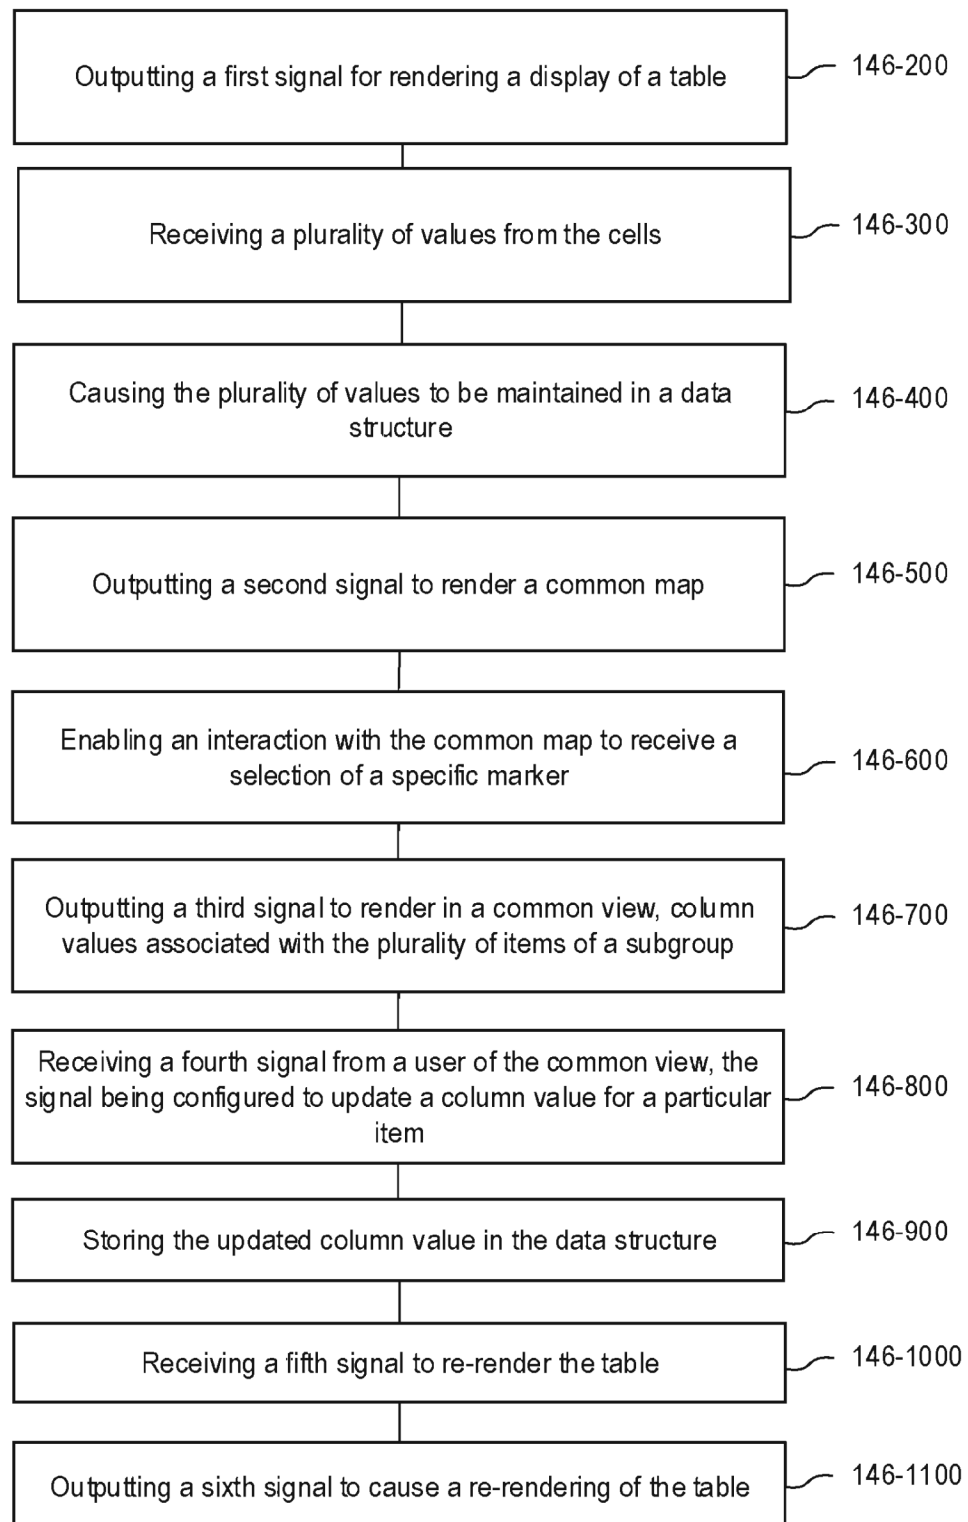 Outputting a first signal for rendering a display of a table
146-200
Receiving a plurality of values from the cells
146-300
Causing the plurality of values to be maintained in a data
structure
146-400
Outputting a second signal to render a common map
146-500
Enabling an interaction with the common map to receive a
selection of a specific marker
146-600
Outputting a third signal to render in a common view, column
values associated with the plurality of items of a subgroup
146-700
Receiving a fourth signal from a user of the common view, the
signal being configured to update a column value for a particular
item
146-800
Storing the updated column value in the data structure
146-900
Receiving a fifth signal to re-render the table
146-1000
Outputting a sixth signal to cause a re-rendering of the table
146-1100